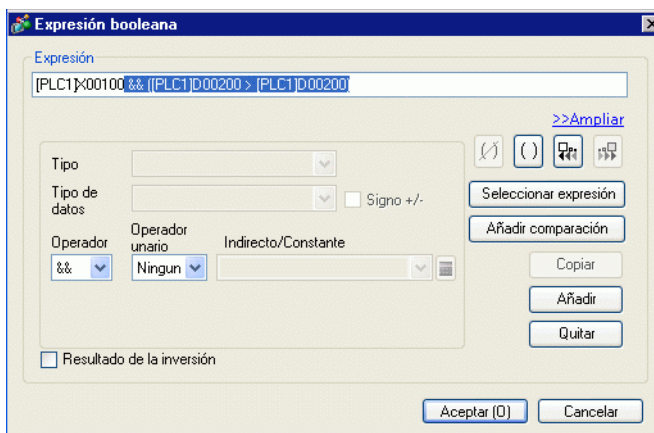 Expresión booleana
Expresión
[PLC1]X00100 && ([PLC1]D00200 > [PLC1]D00200)
>>Ampliar
Tipo
Tipo de datos
Signo +/-
Seleccionar expresión
Añadir comparación
Operador
Operador unario
Indirecto/Constante
&&
Ningun
Copiar
Añadir
Quitar
Resultado de la inversión
Aceptar (O)
Cancelar